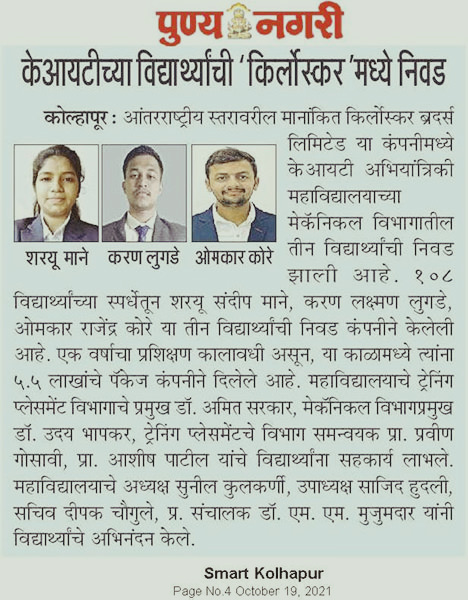 पुण्य नगरी
केआयटीच्या विद्यार्थ्यांची 'किर्लोस्कर'मध्ये निवड
कोल्हापूर : आंतरराष्ट्रीय स्तरावरील मानांकित किर्लोस्कर ब्रदर्स
लिमिटेड या कंपनीमध्ये
केआयटी अभियांत्रिकी
महाविद्यालयाच्या
मेकॅनिकल विभागातील
तीन विद्यार्थ्यांची निवड
झाली आहे. १०८
शरयू माने
करण लुगडे
ओमकार कोरे
विद्यार्थ्यांच्या स्पर्धेतून शरयू संदीप माने, करण लक्ष्मण लुगडे,
ओमकार राजेंद्र कोरे या तीन विद्यार्थ्यांची निवड कंपनीने केलेली
आहे. एक वर्षाचा प्रशिक्षण कालावधी असून, या काळामध्ये त्यांना
५.५ लाखांचे पॅकेज कंपनीने दिलेले आहे. महाविद्यालयाचे ट्रेनिंग
प्लेसमेंट विभागाचे प्रमुख डॉ. अमित सरकार, मेकॅनिकल विभागप्रमुख
डॉ. उदय भापकर, ट्रेनिंग प्लेसमेंटचे विभाग समन्वयक प्रा. प्रवीण
गोसावी, प्रा. आशीष पाटील यांचे विद्यार्थ्यांना सहकार्य लाभले.
महाविद्यालयाचे अध्यक्ष सुनील कुलकर्णी, उपाध्यक्ष साजिद हुदली,
सचिव दीपक चौगुले, प्र. संचालक डॉ. एम. एम. मुजुमदार यांनी
विद्यार्थ्यांचे अभिनंदन केले.
Smart Kolhapur
Page No.4 October 19, 2021